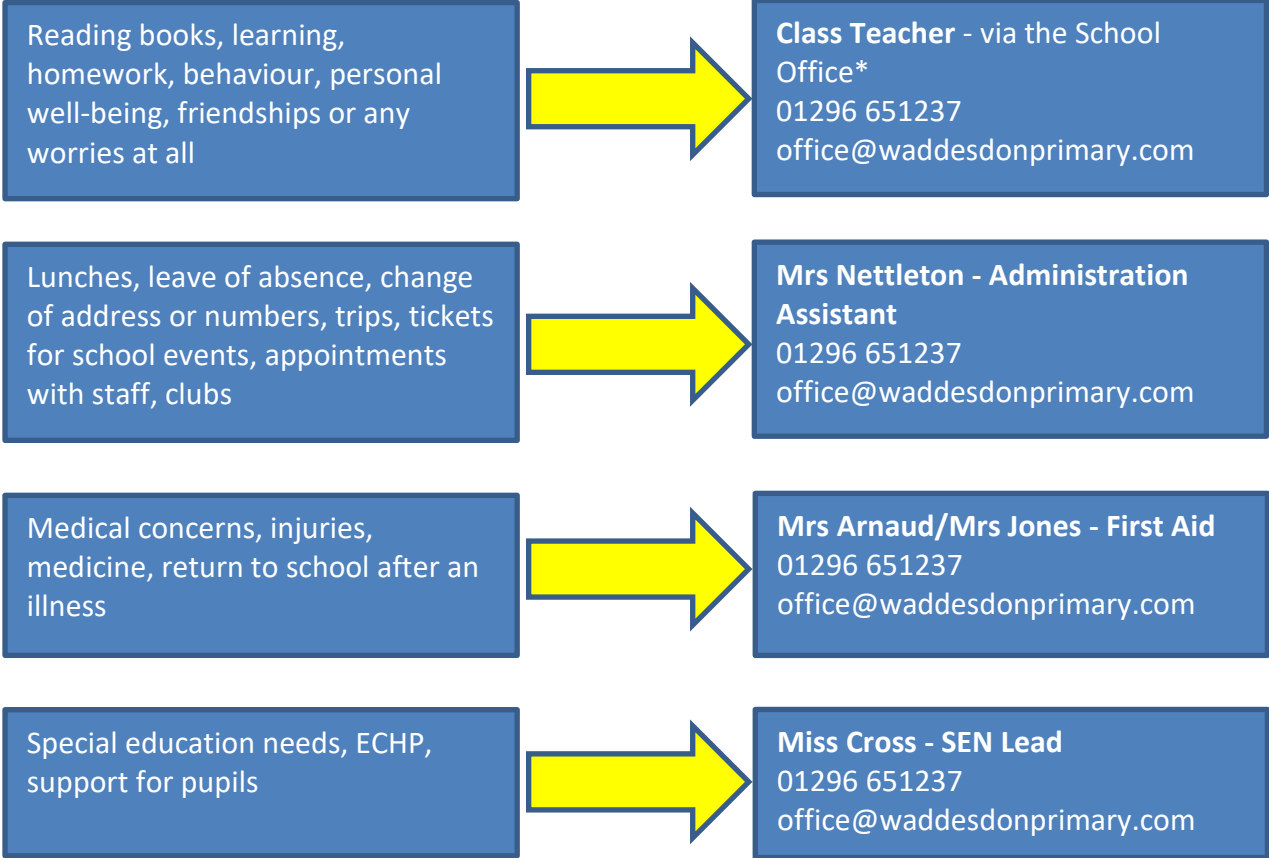 Reading books, learning,
homework, behaviour, personal
well-being, friendships or any
worries at all
Class Teacher - via the School
Office*
01296 651237
office@waddesdonprimary.com
Lunches, leave of absence, change
of address or numbers, trips, tickets
for school events, appointments
with staff, clubs
Mrs Nettleton - Administration
Assistant
01296 651237
office@waddesdonprimary.com
Medical concerns, injuries,
medicine, return to school after an
illness
Mrs Arnaud/Mrs Jones - First Aid
01296 651237
office@waddesdonprimary.com
Special education needs, ECHP,
support for pupils
Miss Cross - SEN Lead
01296 651237
office@waddesdonprimary.com